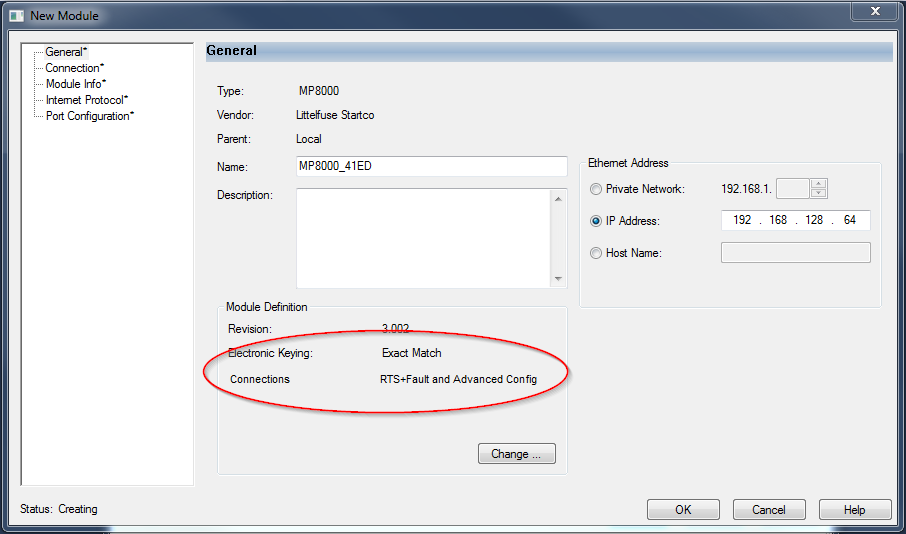 New Module
General*
Connection*
Module Info*
Internet Protocol*
Port Configuration*
General
Type: MP8000
Vendor: Littelfuse Startco
Parent: Local
Name: MP8000_41ED
Description:
Ethernet Address
Private Network: 192.168.1.
IP Address: 192 . 168 . 128 . 64
Host Name:
Module Definition
Revision: 3.002
Electronic Keying: Exact Match
Connections RTS+Fault and Advanced Config
Change ...
Status: Creating
OK Cancel Help